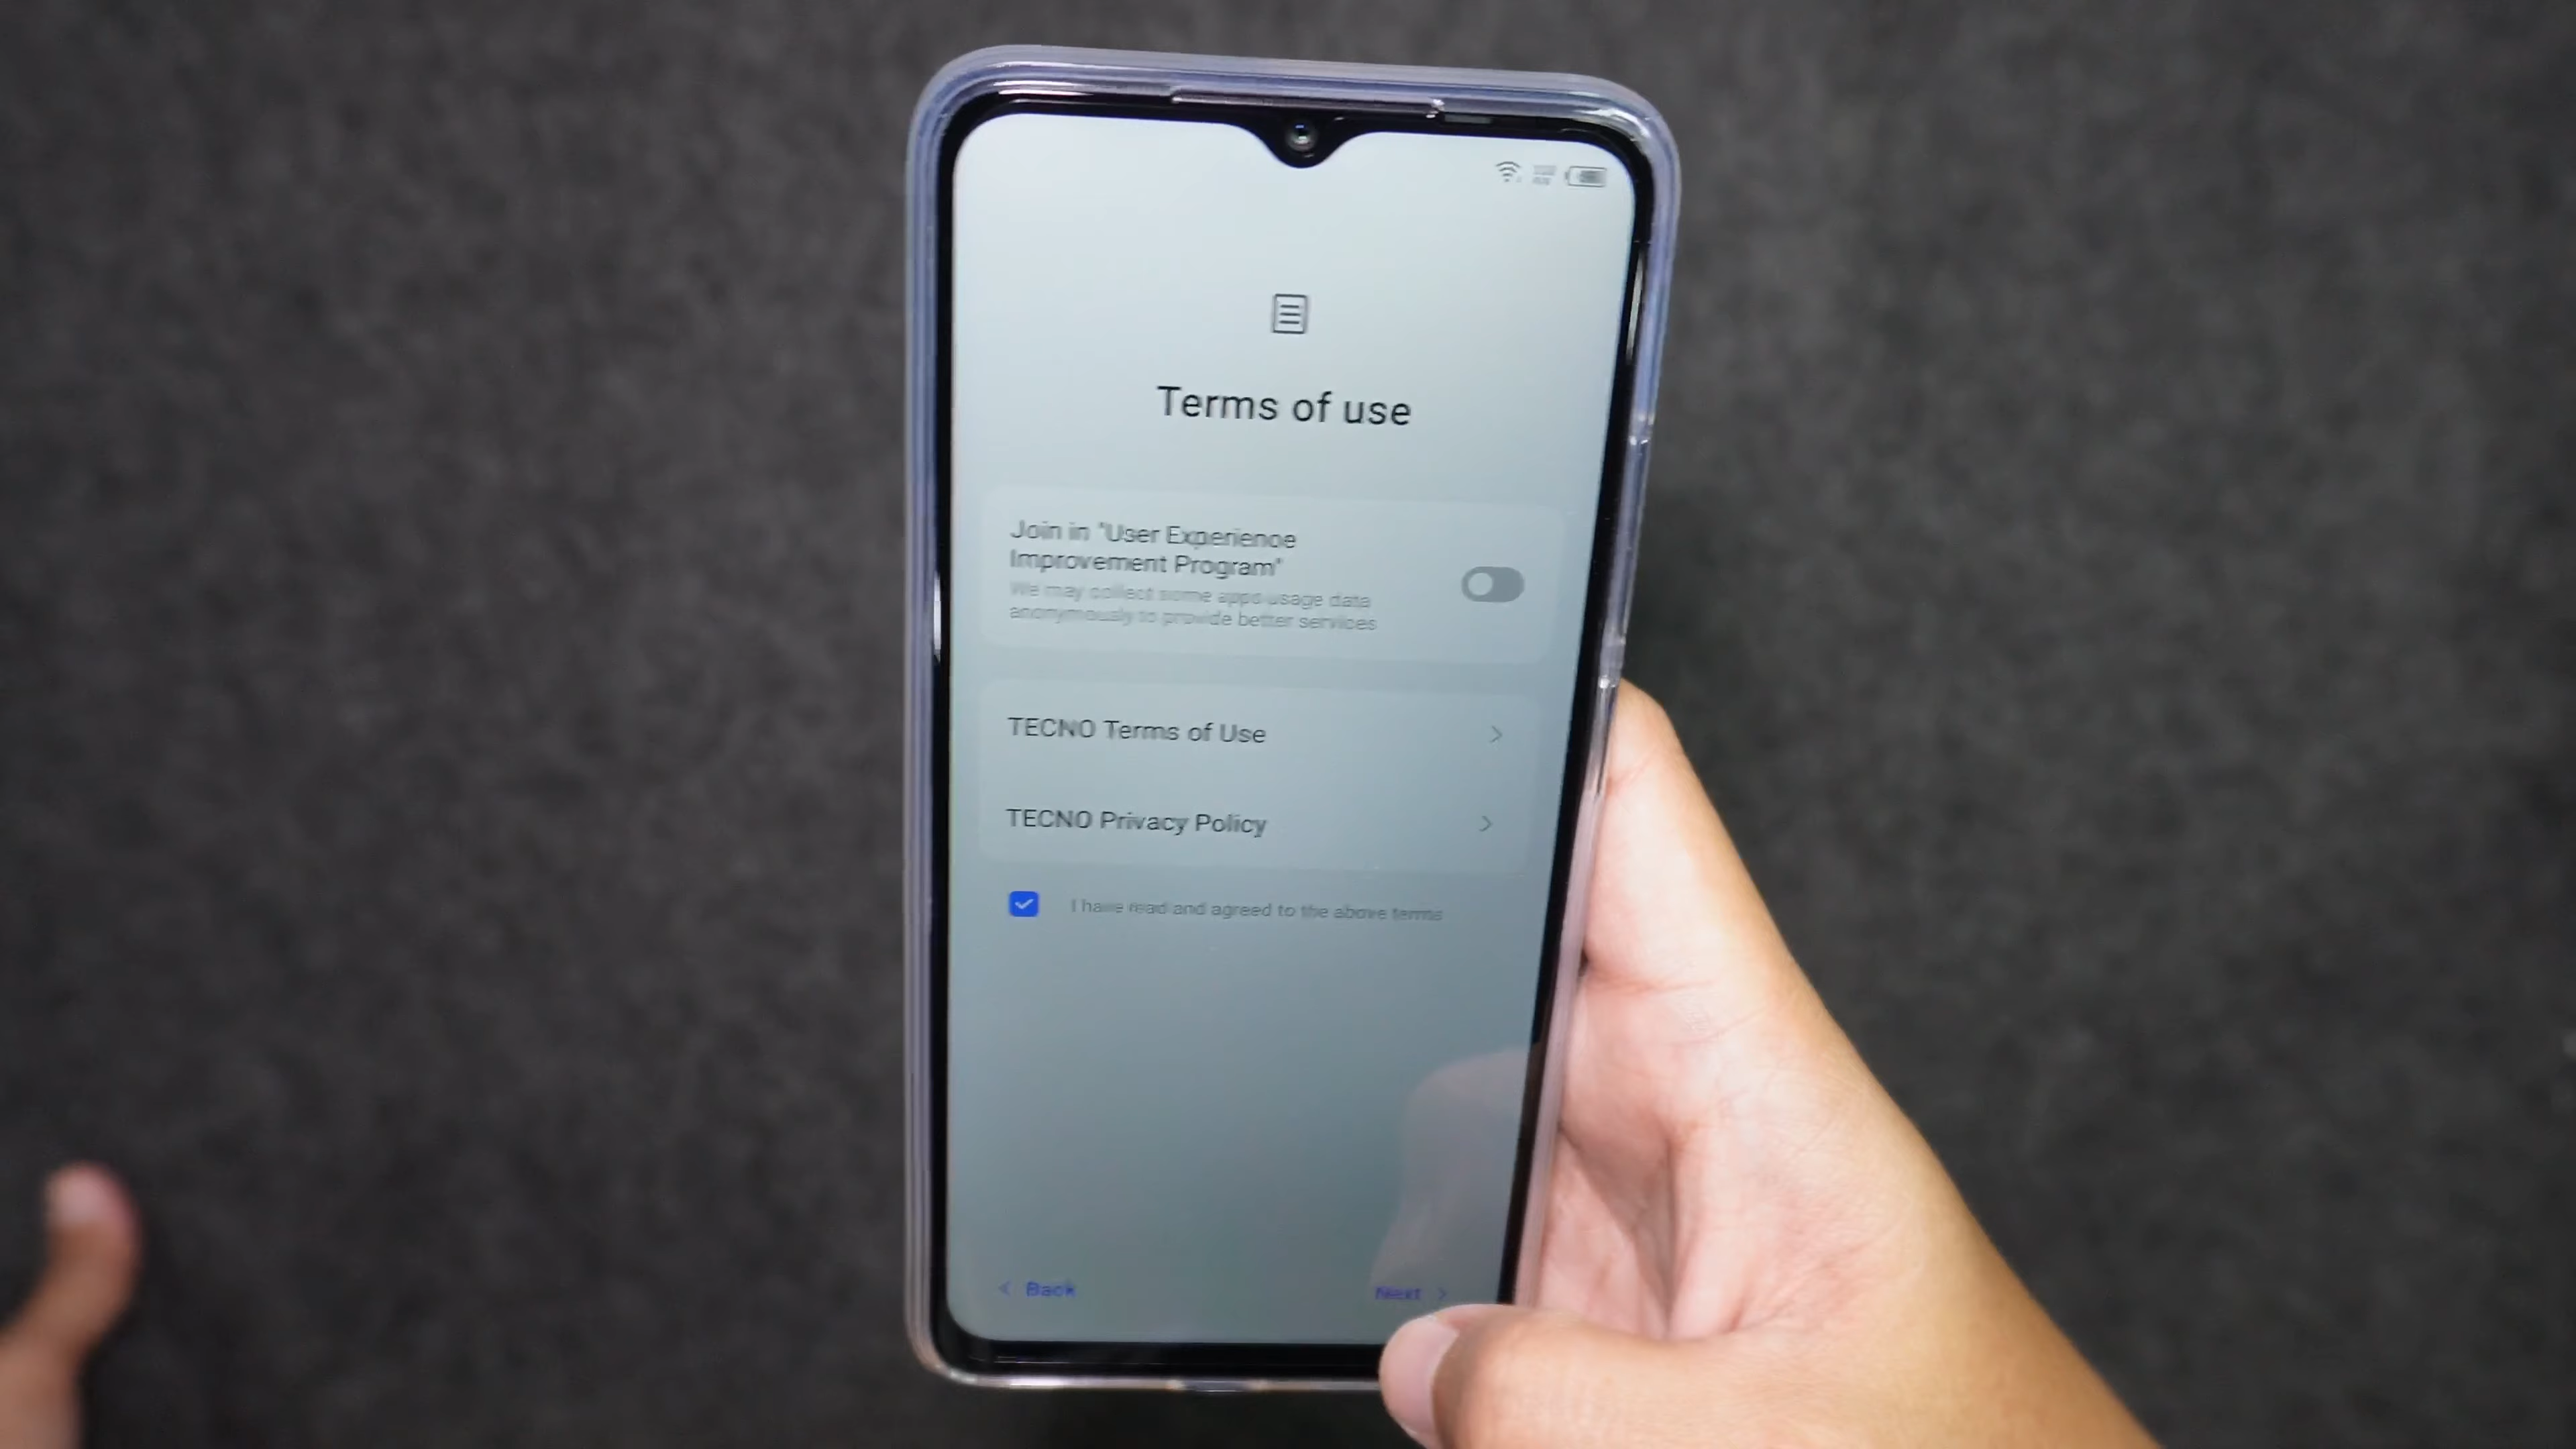 Terms of use
Join in "User Experience
Improvement Program"
We may collect some apps usage data
anonymously to provide better services
TECNO Terms of Use
TECNO Privacy Policy
I have read and agreed to the above terms
< Back
Next >